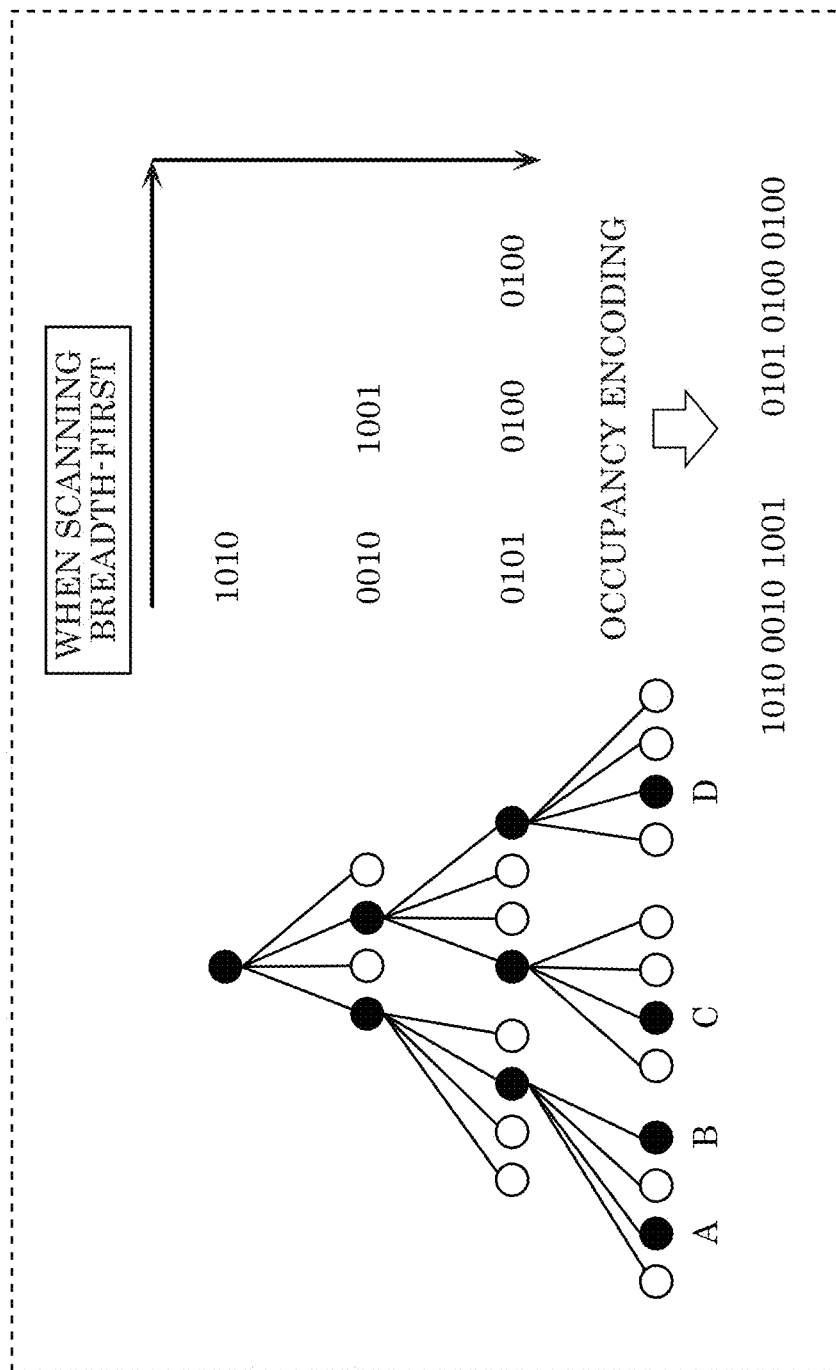 WHEN SCANNING
BREADTH-FIRST
1010
0010 1001
0101 0100 0100
OCCUPANCY ENCODING
A B C D
1010 0010 1001 0101 0100 0100